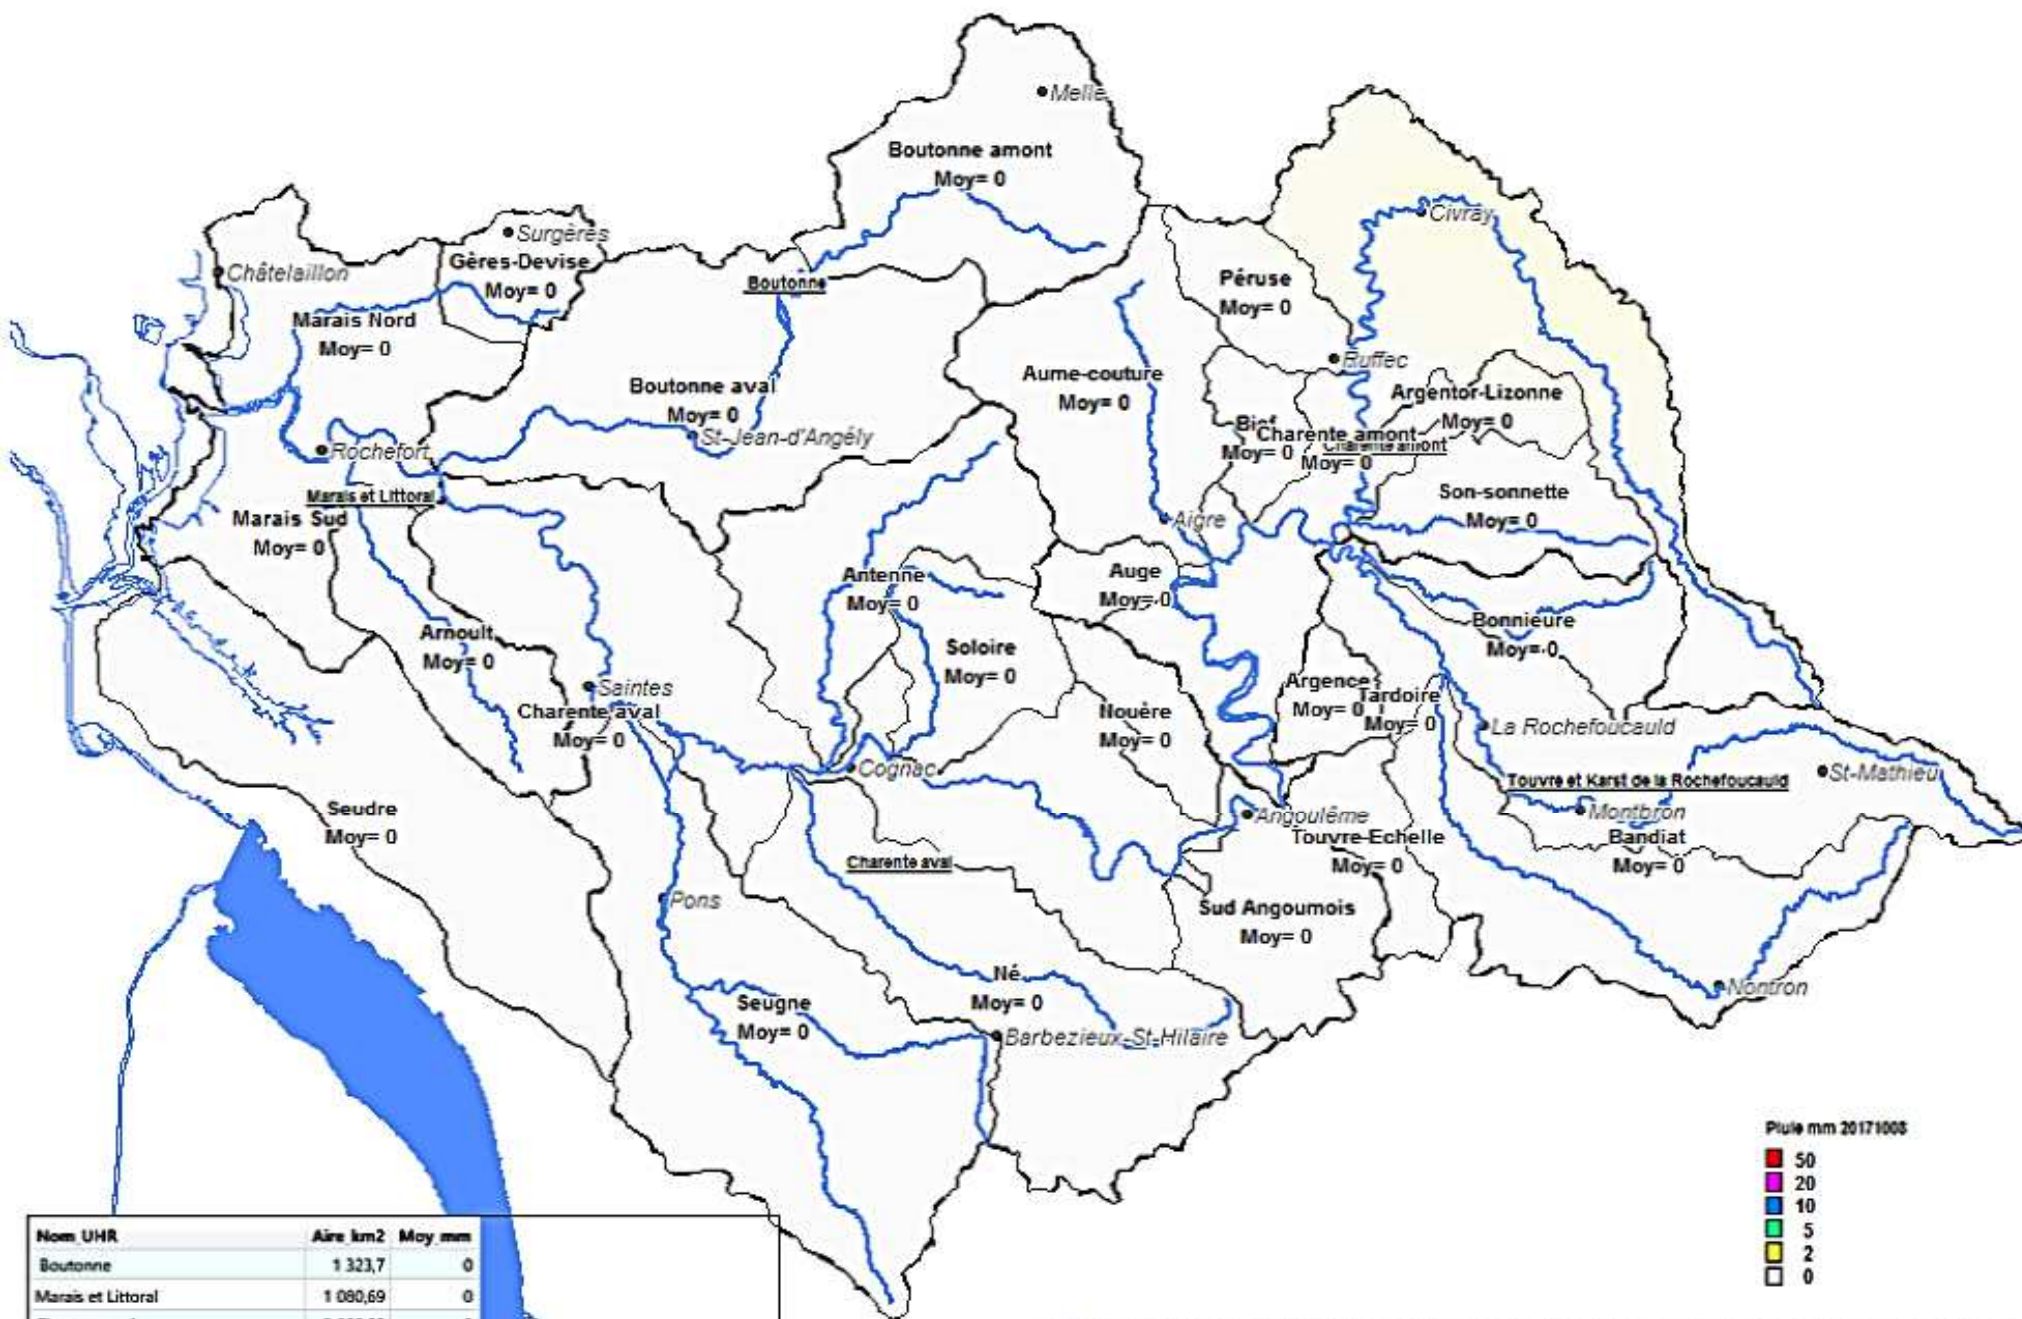 Melle
Boutonne amont
Moy= 0
Civray
Surgères
Châtelaillon
Gères-Devise
Moy= 0
Boutonne
Péruse
Moy= 0
Marais Nord
Moy= 0
Ruffec
Aume-couture
Moy= 0
Boutonne aval
Moy= 0
Argentor-Lizonne
Moy= 0
St-Jean-d'Angély
Rochefort
Bief
Moy= 0
Charente amont
Charente amont
Moy= 0
Marais et Littoral
Marais Sud
Moy= 0
Son-sonnette
Moy= 0
Aigre
Antenne
Moy= 0
Auge
Moy= 0
Arnoult
Moy= 0
Soloire
Moy= 0
Bonnieure
Moy= 0
Saintes
Charente aval
Moy= 0
Nouère
Moy= 0
Argence
Moy= 0
Tardoire
Moy= 0
La Rochefoucauld
Cognac
Touvre et Karst de la Rochefoucauld
St-Mathieu
Seudre
Moy= 0
Angoulême
Montbron
Touvre-Echelle
Moy= 0
Bandiat
Moy= 0
Charente aval
Pons
Sud Angoumois
Moy= 0
Né
Moy= 0
Seugne
Moy= 0
Nontron
Barbezieux-St-Hilaire
Pluie mm 20171008
50
20
10
5
2
0
Nom_UHR Aire_km2 Moy_mm
Boutonne 1 323,7 0
Marais et Littoral 1 080,69 0